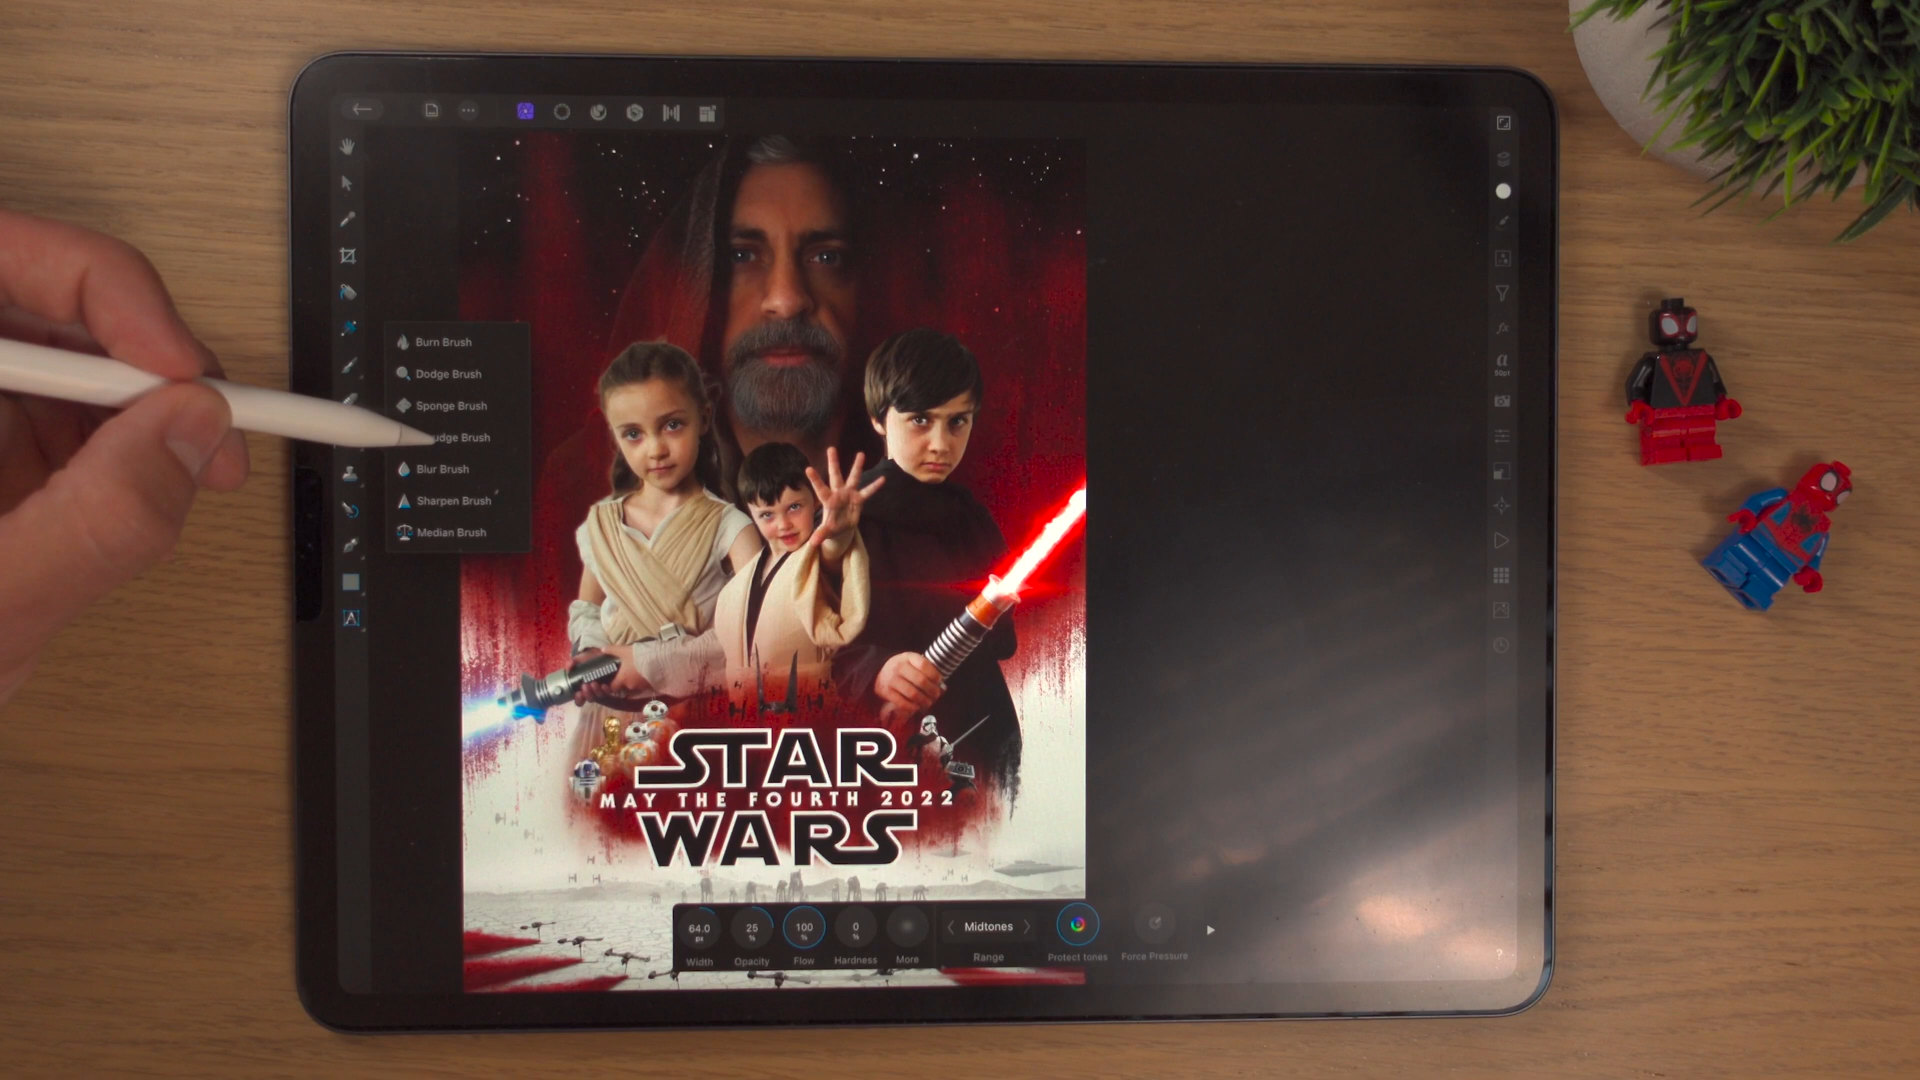 Burn Brush
Dodge Brush
Sponge Brush
Brush
Blur Brush
Sharpen Brush
Median Brush
A
a
STAR
MAY THE FOURTH 2022
WARS
64.0
px
Width
25
%
Opacity
100
%
Flow
0
%
Hardness
More
Midtones
Range
Protect tones
Force Pressure
?